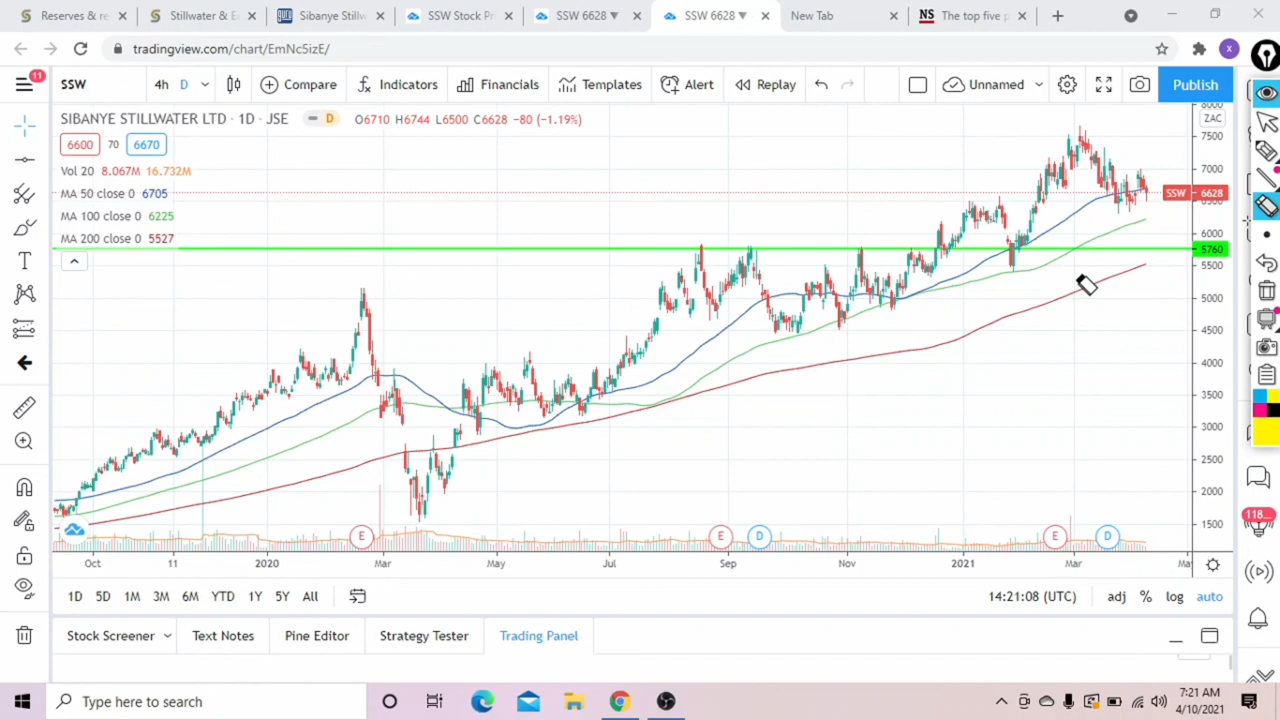 Reserves & re
Stillwater & E
GURU Sibanye Stillw
SSW Stock Pr
SSW 6628 ▼
SSW 6628 ▼
New Tab
NS The top five p
tradingview.com/chart/EmNc5izE/
X
11
SSW
4h
D
Compare
Indicators
Financials
Templates
Alert
Replay
Unnamed
Publish
SIBANYE STILLWATER LTD · 1D · JSE
D
O6710 H6744 L6500 C6628 −80 (−1.19%)
6600 70 6670
Vol 20 8.067M 16.732M
MA 50 close 0 6705
MA 100 close 0 6225
MA 200 close 0 5527
8000
ZAC
7500
7000
SSW 6628
6500
6000
5760
5500
5000
4500
4000
3500
3000
2500
2000
1500
E E D E D
Oct 11 2020 Mar May Jul Sep Nov 2021 Mar May
1D 5D 1M 3M 6M YTD 1Y 5Y All
14:21:08 (UTC)
adj % log auto
118...
Stock Screener
Text Notes
Pine Editor
Strategy Tester
Trading Panel
Type here to search
7:21 AM
4/10/2021